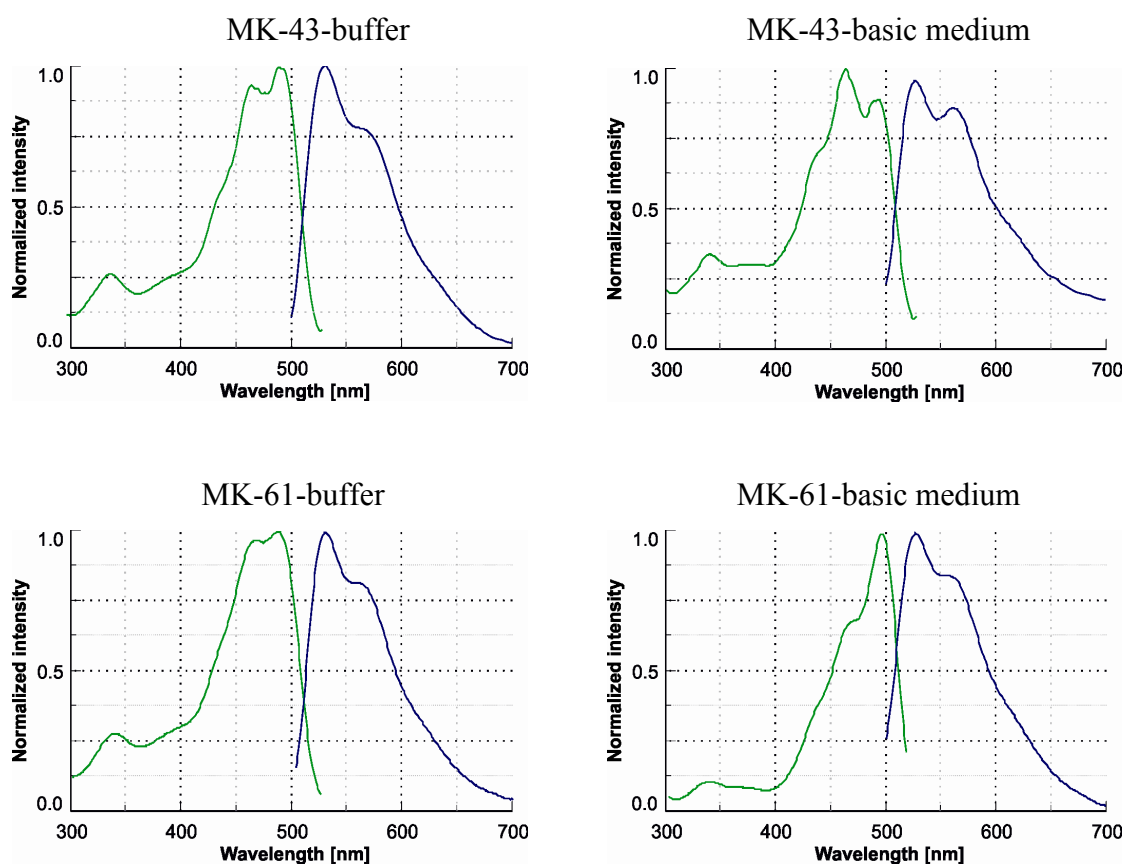 MK-43-buffer
Normalized intensity
1.0
0.5
0.0
300 400 500 600 700
Wavelength [nm]
MK-43-basic medium
Normalized intensity
1.0
0.5
0.0
300 400 500 600 700
Wavelength [nm]
MK-61-buffer
Normalized intensity
1.0
0.5
0.0
300 400 500 600 700
Wavelength [nm]
MK-61-basic medium
Normalized intensity
1.0
0.5
0.0
300 400 500 600 700
Wavelength [nm]